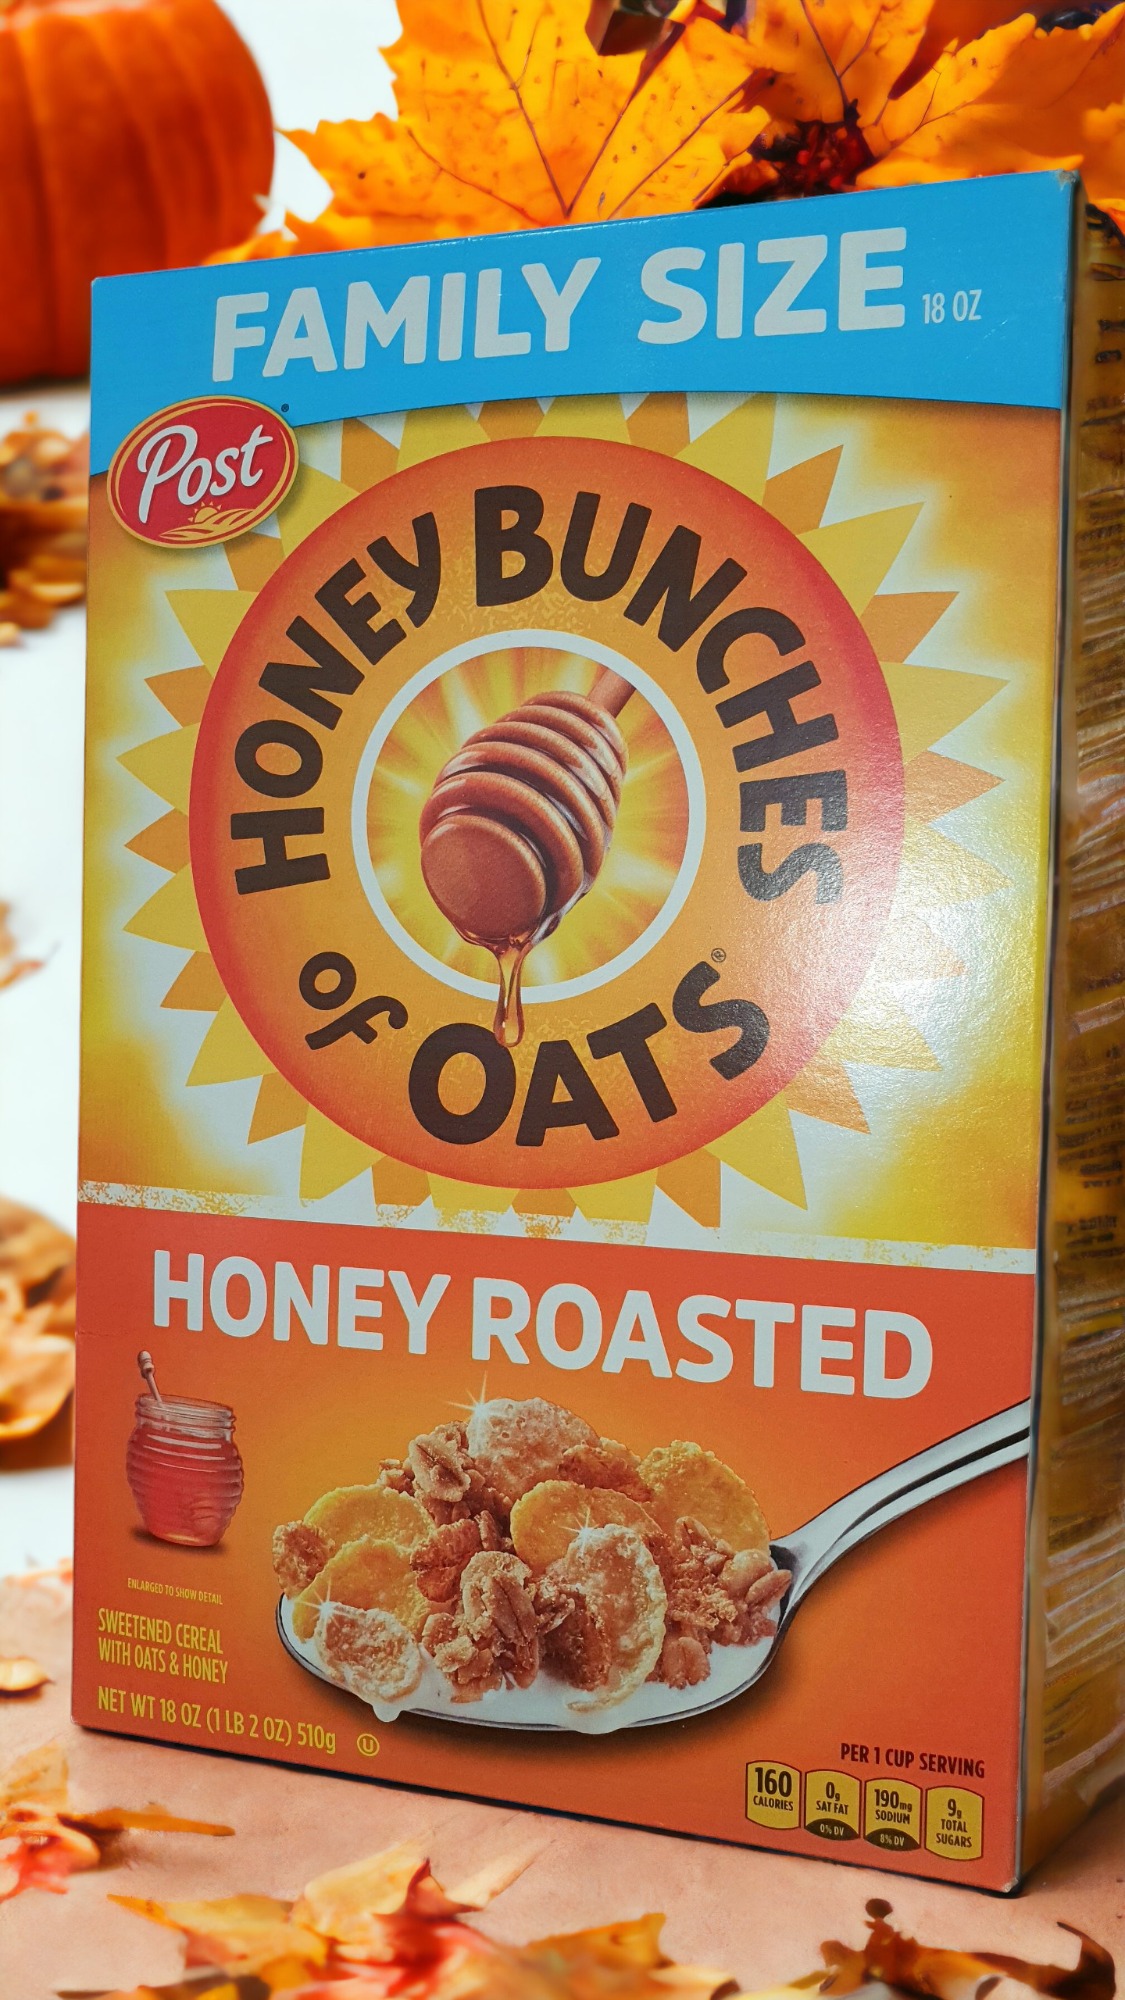 FAMILY SIZE 18 OZ
Post®
HONEY BUNCHES
of OATS®
HONEY ROASTED
ENLARGED TO SHOW DETAIL
SWEETENED CEREAL
WITH OATS & HONEY
NET WT 18 OZ (1 LB 2 OZ) 510g U
PER 1 CUP SERVING
160
CALORIES
0g
SAT FAT
0% DV
190mg
SODIUM
8% DV
9g
TOTAL
SUGARS